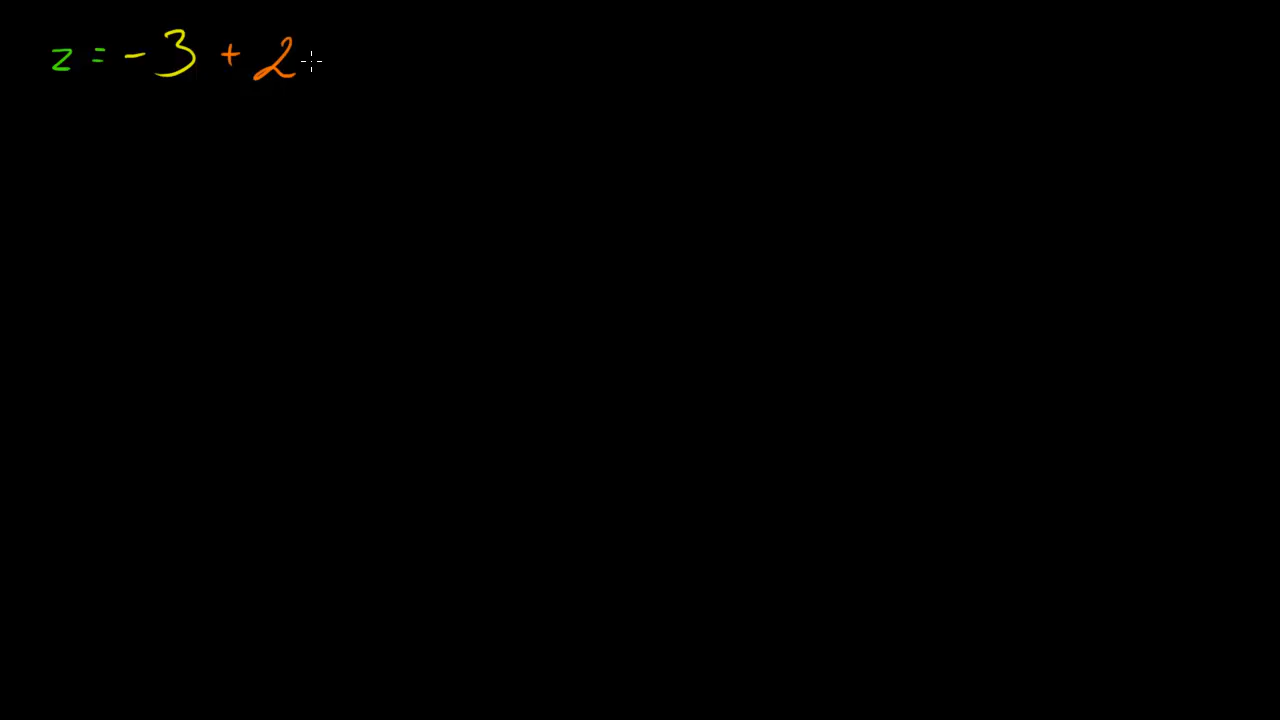 z = -3 + 2